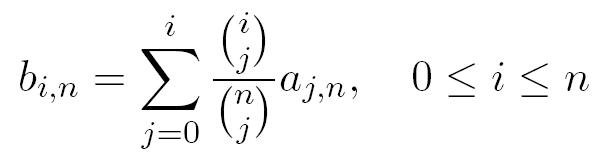 $b_{i,n} = \sum_{j=0}^{i} \frac{\binom{i}{j}}{\binom{n}{j}} a_{j,n}, \quad 0 \leq i \leq n$